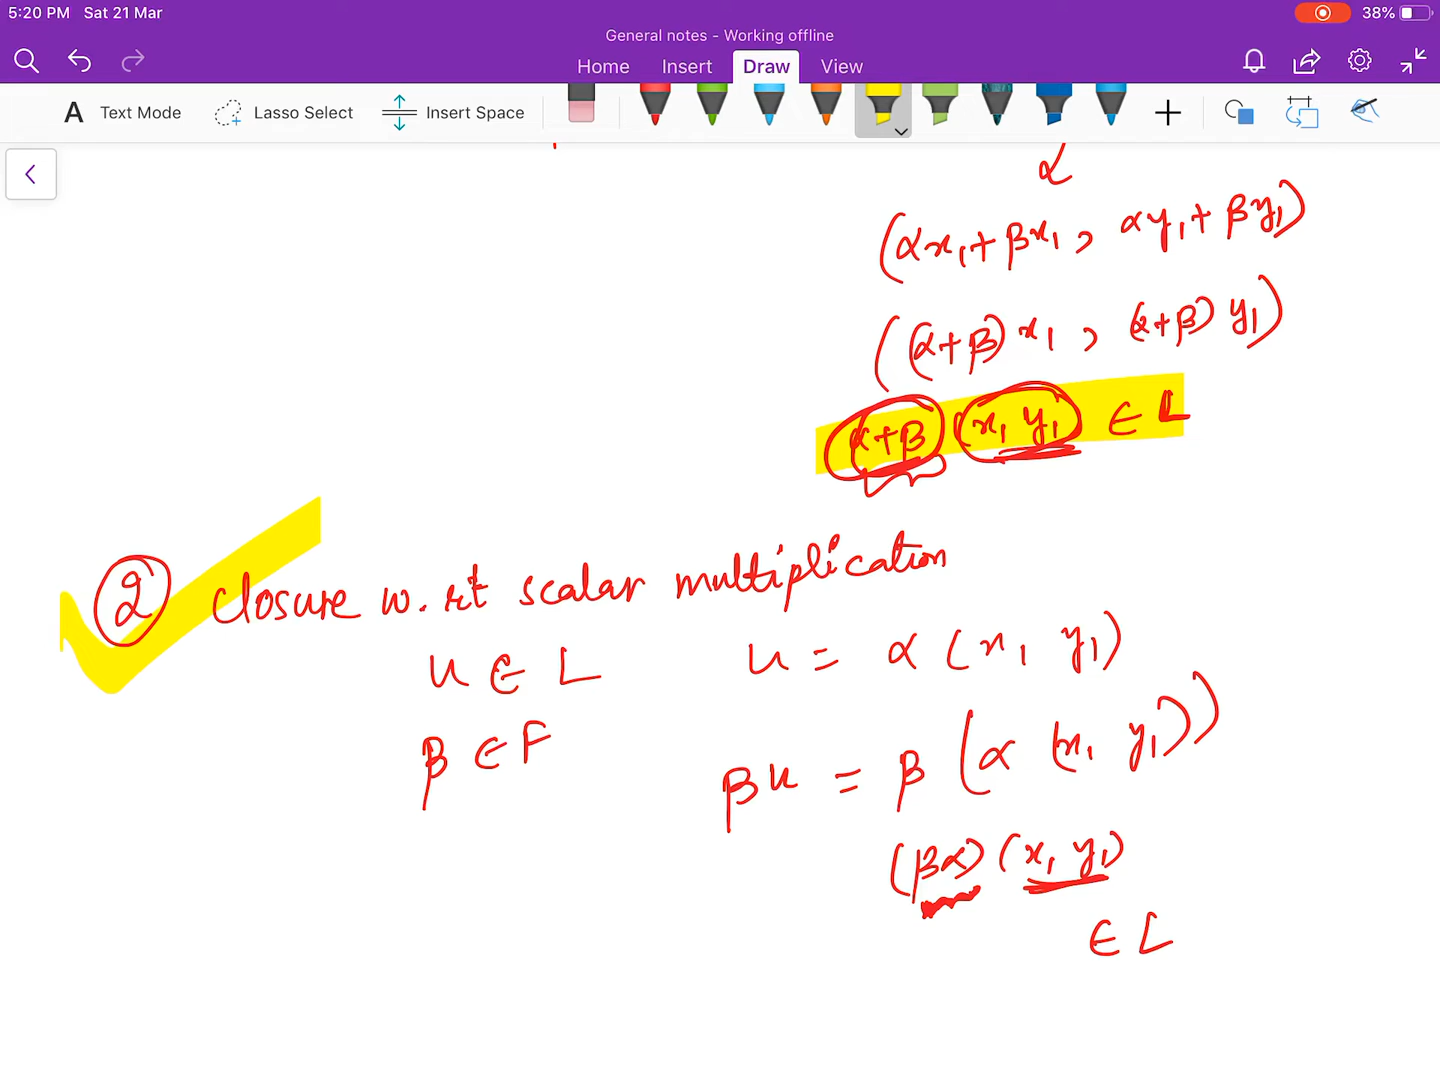 5:20 PM Sat 21 Mar
38%
General notes - Working offline
Home Insert Draw View
A Text Mode Lasso Select Insert Space
α
(αx₁+βx₁, αy₁+βy₁)
((α+β)x₁, (α+β)y₁)
(α+β)(x₁ y₁) ∈ L
② closure w.r.t scalar multiplication
u ∈ L u = α(x₁ y₁)
β ∈ F
βu = β(α(x₁ y₁))
(βα)(x₁ y₁)
∈ L